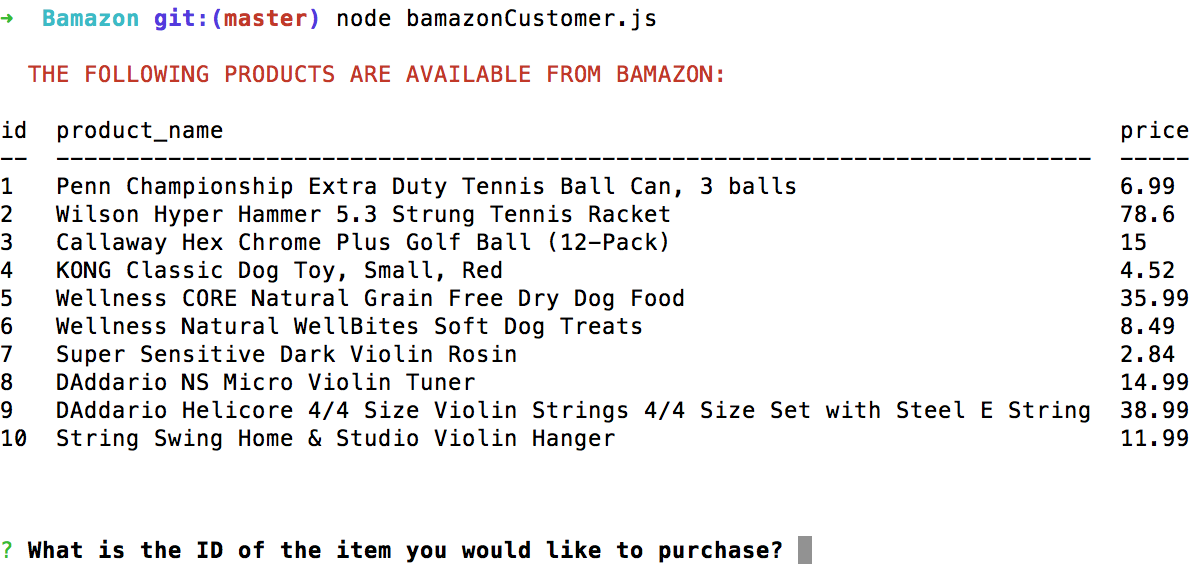 ➜  Bamazon git:(master) node bamazonCustomer.js
THE FOLLOWING PRODUCTS ARE AVAILABLE FROM BAMAZON:
id  product_name                                                                price
--  --------------------------------------------------------------------------  -----
1   Penn Championship Extra Duty Tennis Ball Can, 3 balls                       6.99
2   Wilson Hyper Hammer 5.3 Strung Tennis Racket                                78.6
3   Callaway Hex Chrome Plus Golf Ball (12-Pack)                                15
4   KONG Classic Dog Toy, Small, Red                                            4.52
5   Wellness CORE Natural Grain Free Dry Dog Food                               35.99
6   Wellness Natural WellBites Soft Dog Treats                                  8.49
7   Super Sensitive Dark Violin Rosin                                           2.84
8   DAddario NS Micro Violin Tuner                                              14.99
9   DAddario Helicore 4/4 Size Violin Strings 4/4 Size Set with Steel E String  38.99
10  String Swing Home & Studio Violin Hanger                                    11.99
? What is the ID of the item you would like to purchase?